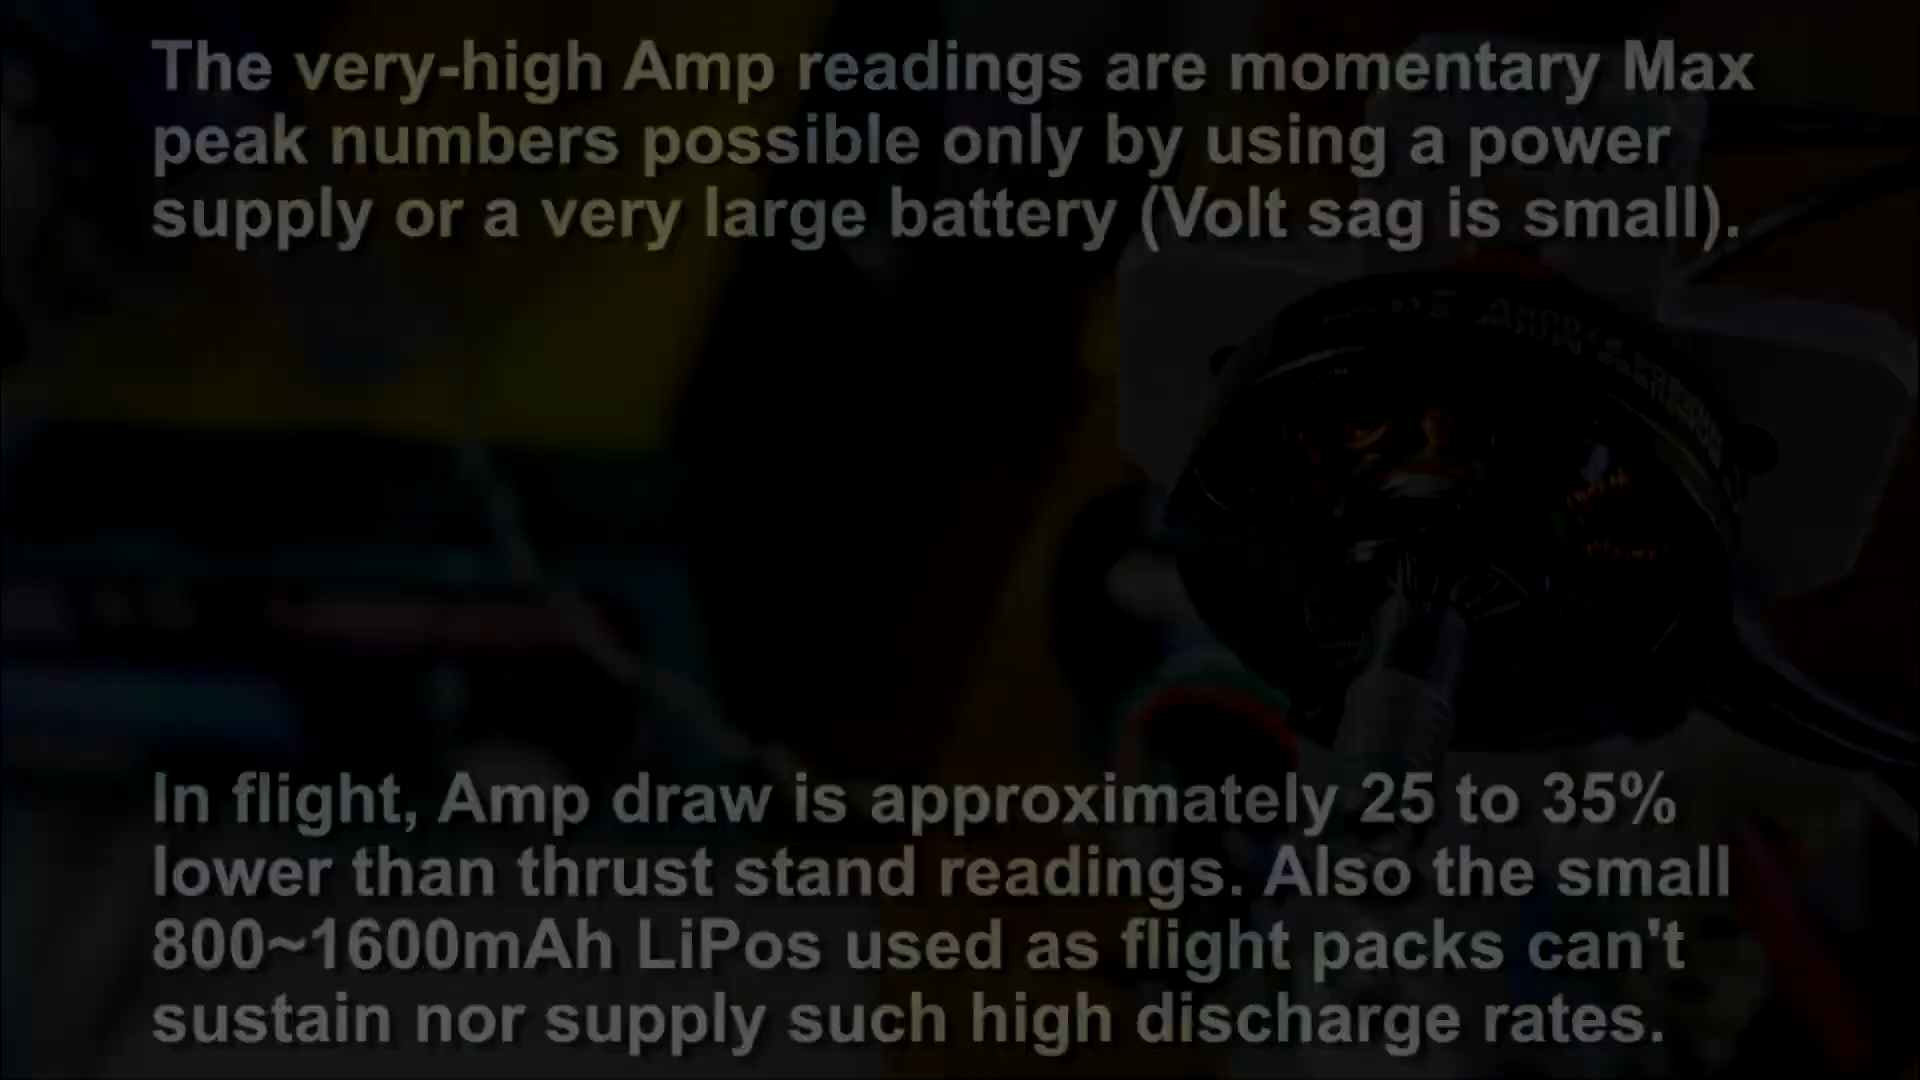 The very-high Amp readings are momentary Max
peak numbers possible only by using a power
supply or a very large battery (Volt sag is small).
In flight, Amp draw is approximately 25 to 35%
lower than thrust stand readings. Also the small
800~1600mAh LiPos used as flight packs can't
sustain nor supply such high discharge rates.